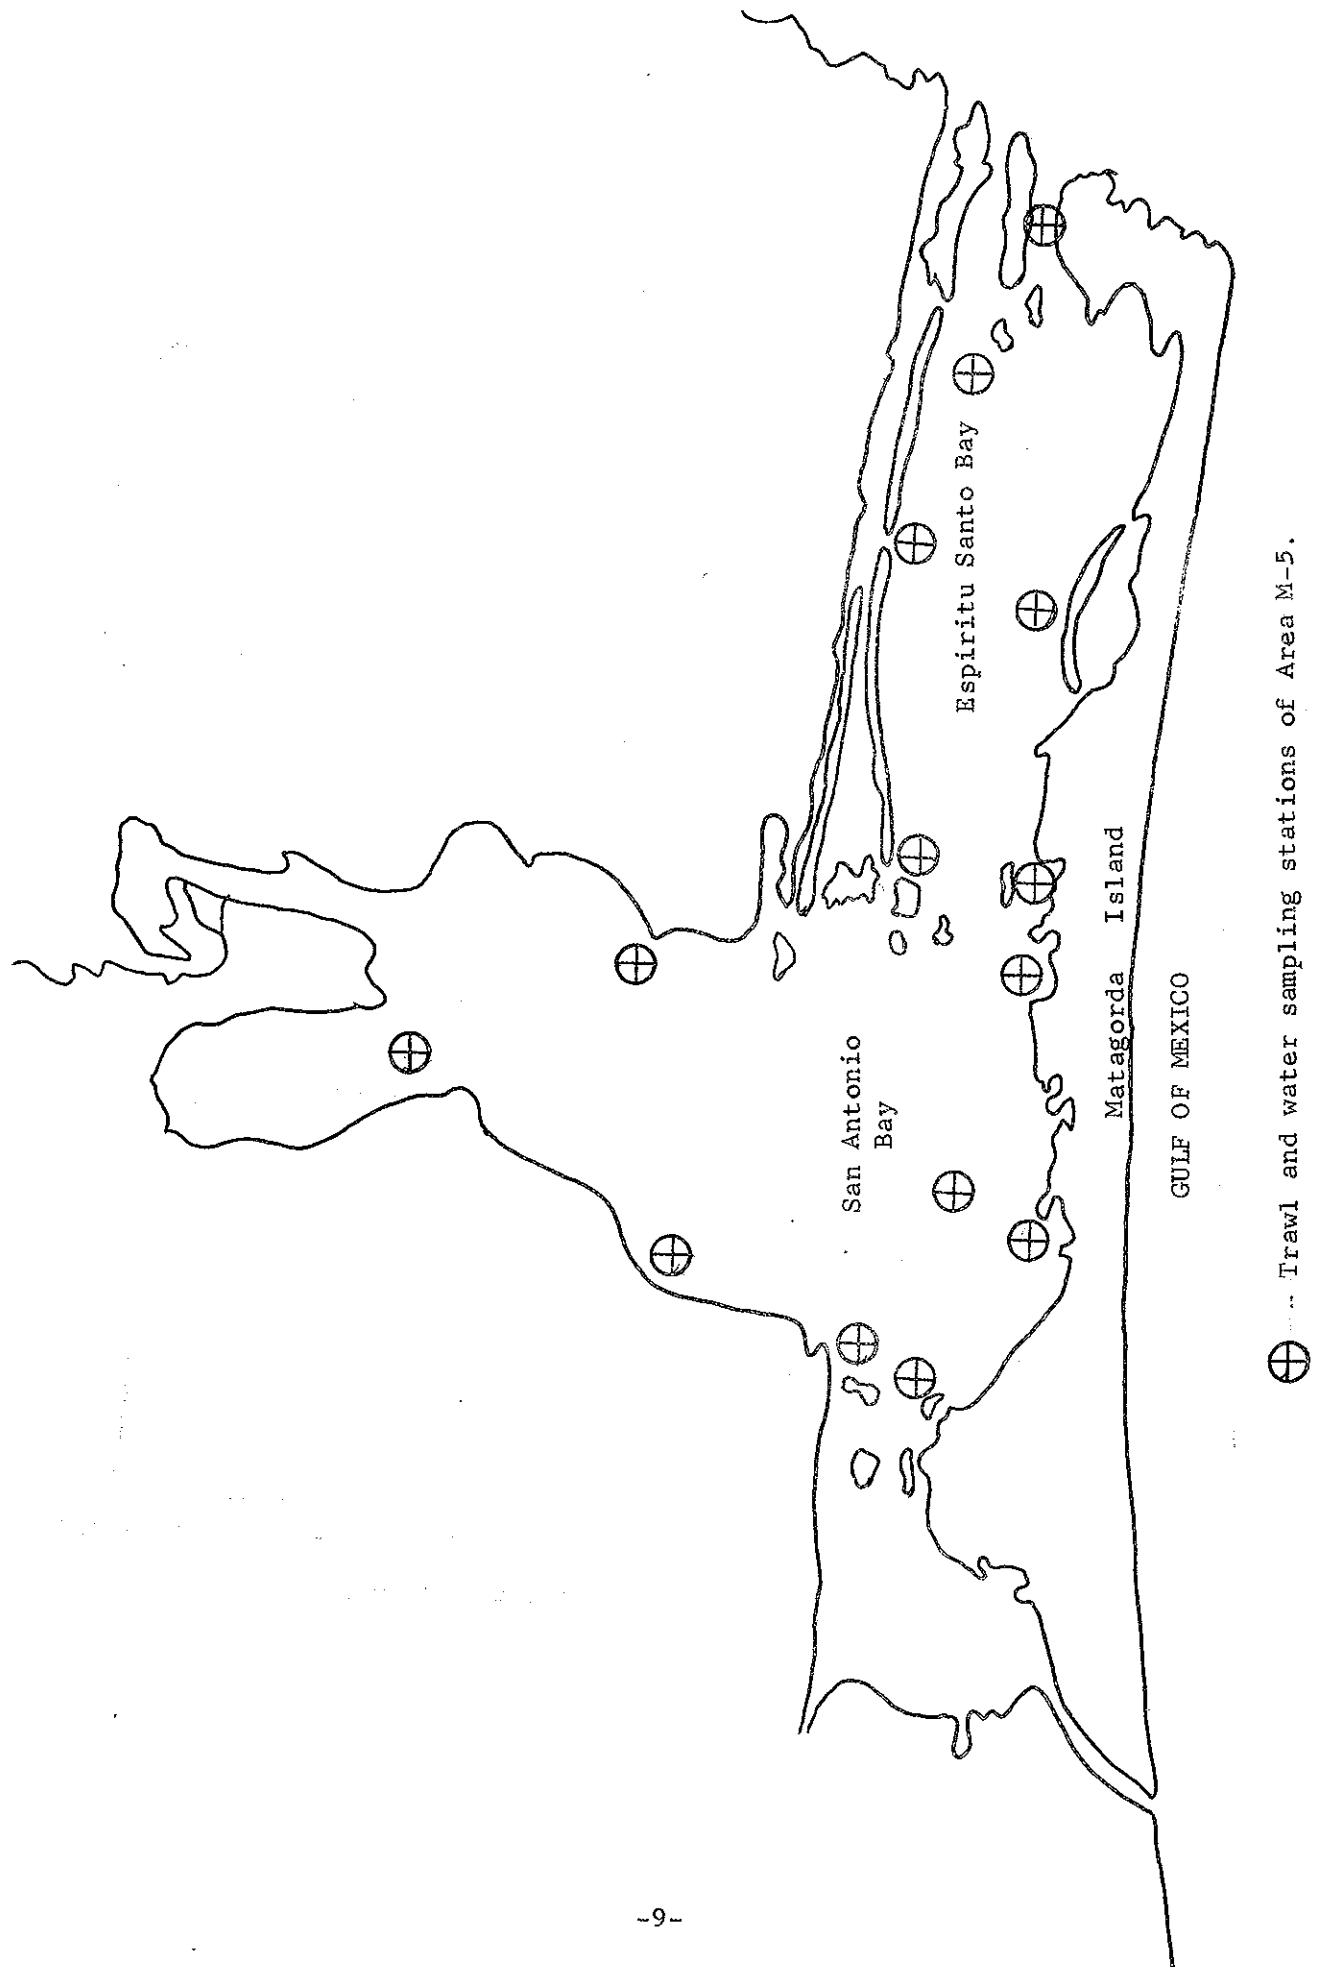 San Antonio
Bay
Espiritu Santo Bay
Matagorda Island
GULF OF MEXICO
-- Trawl and water sampling stations of Area M-5.
-9-